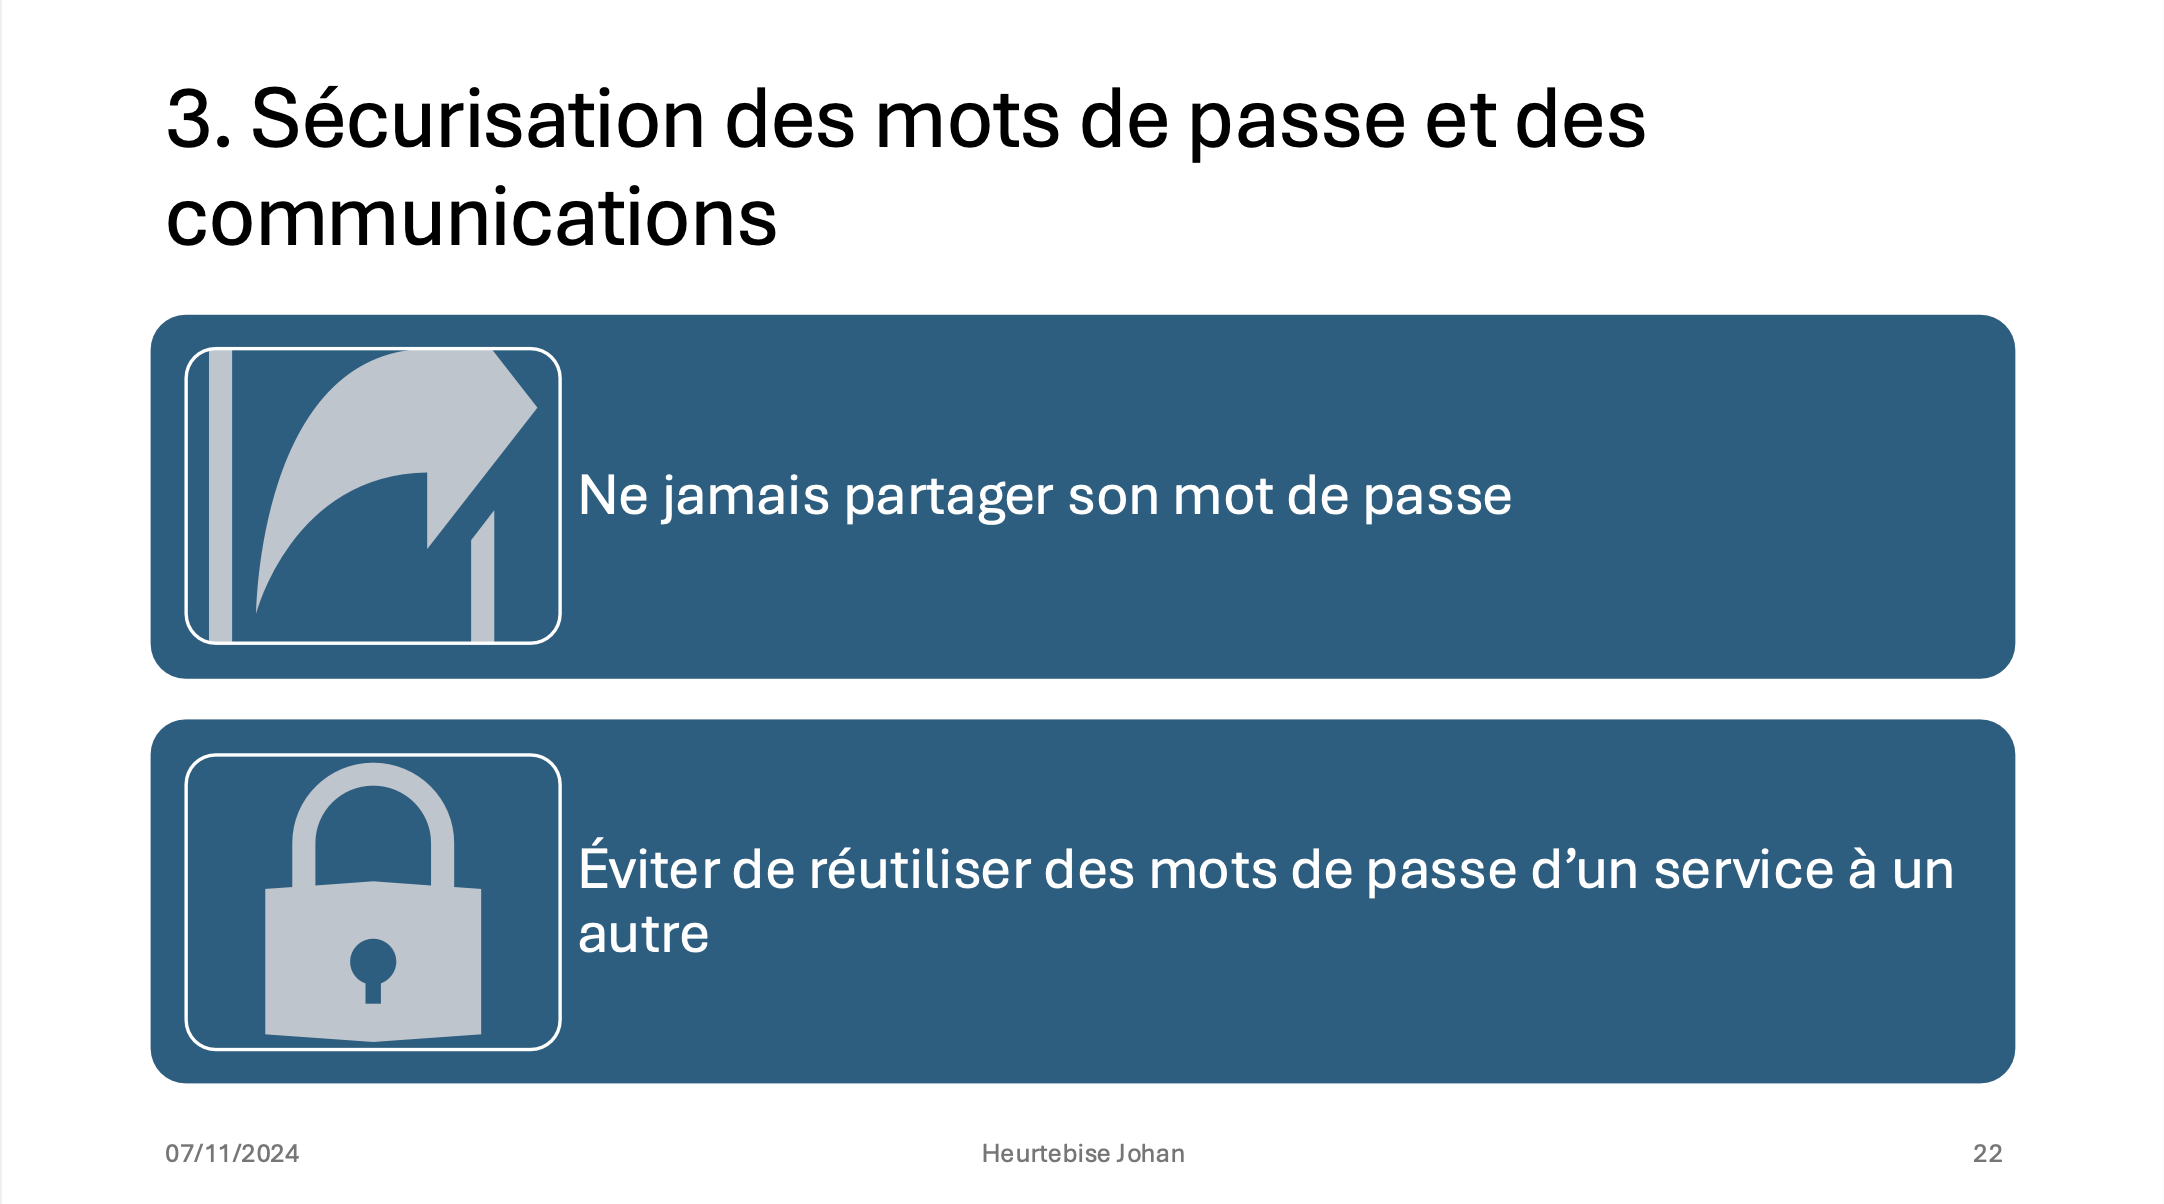 3. Sécurisation des mots de passe et des
communications
Ne jamais partager son mot de passe
Éviter de réutiliser des mots de passe d’un service à un
autre
07/11/2024
Heurtebise Johan
22